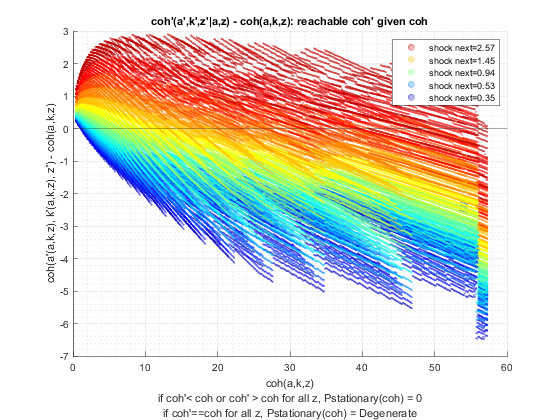 coh'(a',k',z'|a,z) - coh(a,k,z): reachable coh' given coh
shock next=2.57
shock next=1.45
shock next=0.94
shock next=0.53
shock next=0.35
coh(a'(a,k,z), k'(a,k,z), z') - coh(a,k,z)
3
2
1
0
-1
-2
-3
-4
-5
-6
-7
0 10 20 30 40 50 60
coh(a,k,z)
if coh'< coh or coh' > coh for all z, Pstationary(coh) = 0
if coh'==coh for all z, Pstationary(coh) = Degenerate